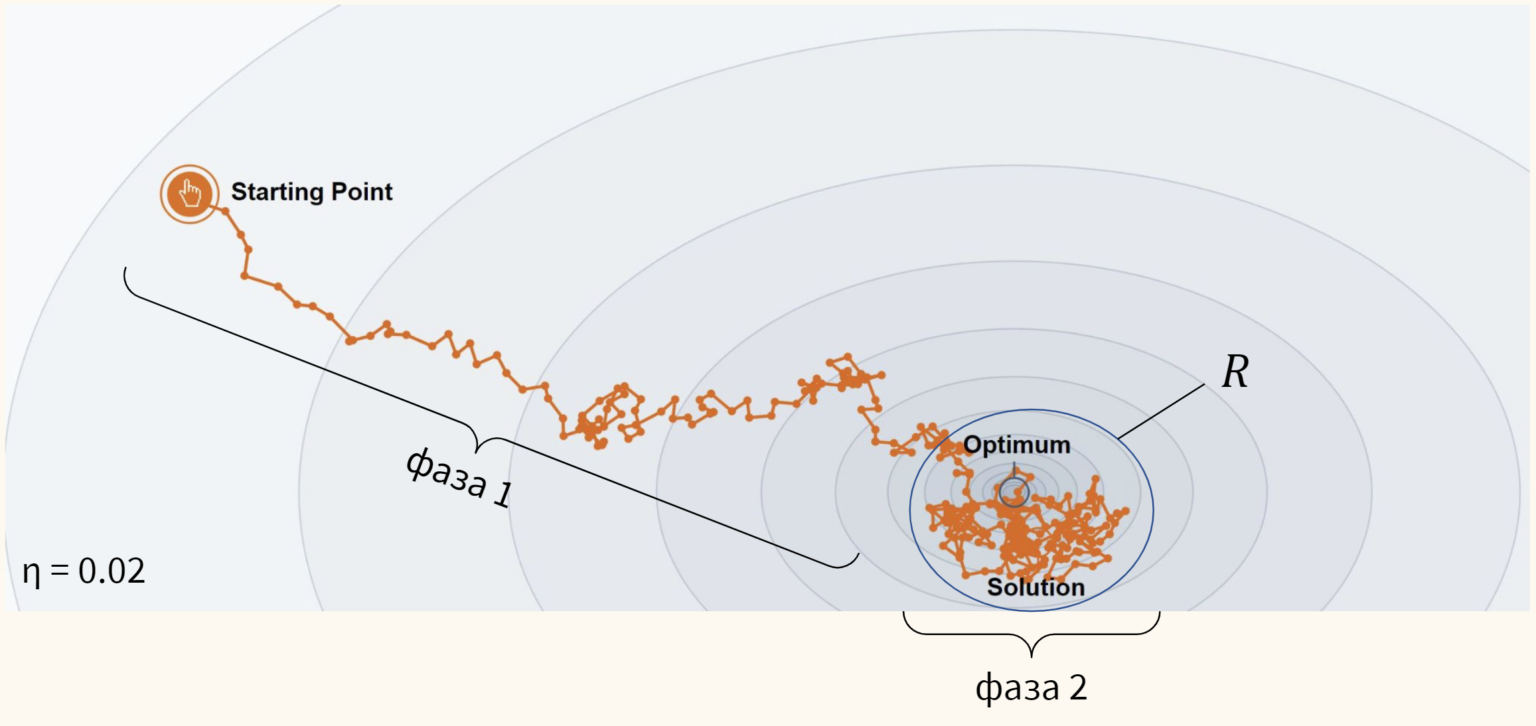 Starting Point
R
Optimum
фаза 1
η = 0.02
Solution
фаза 2